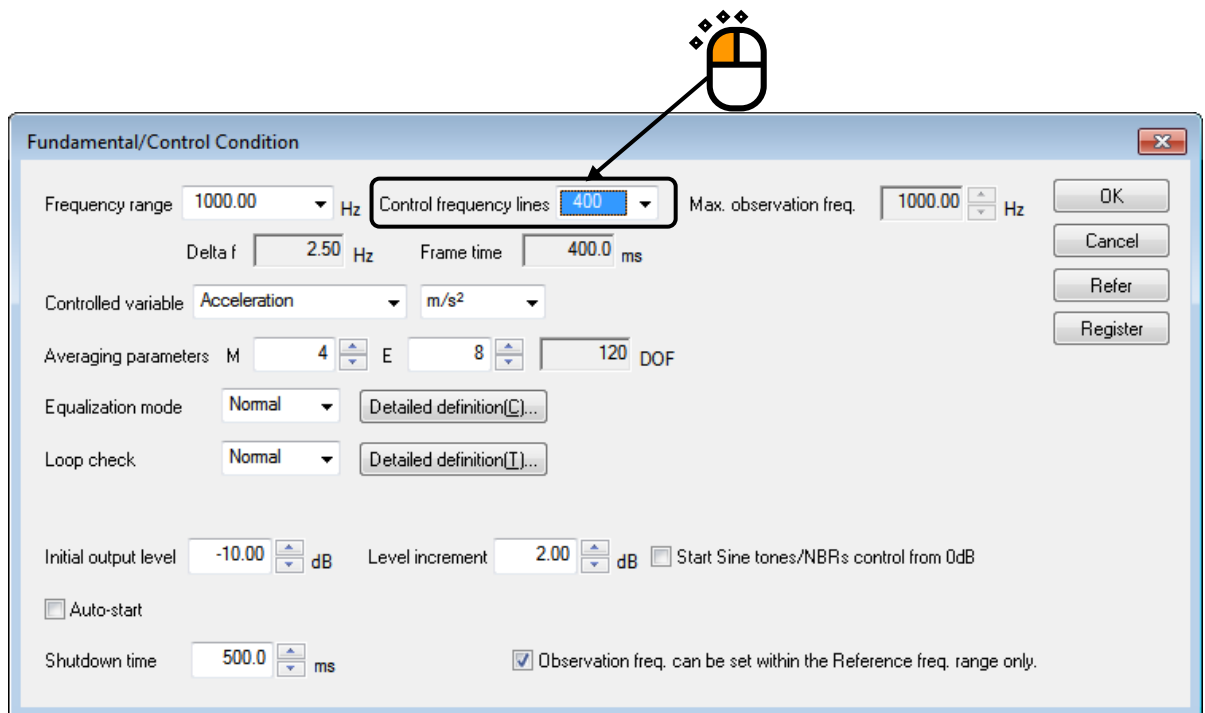 Fundamental/Control Condition
Frequency range 1000.00 Hz Control frequency lines 400 Max. observation freq. 1000.00 Hz OK
Delta f 2.50 Hz Frame time 400.0 ms Cancel
Controlled variable Acceleration m/s² Refer
Register
Averaging parameters M 4 E 8 120 DOF
Equalization mode Normal Detailed definition(C)...
Loop check Normal Detailed definition(T)...
Initial output level -10.00 dB Level increment 2.00 dB Start Sine tones/NBRs control from 0dB
Auto-start
Shutdown time 500.0 ms Observation freq. can be set within the Reference freq. range only.